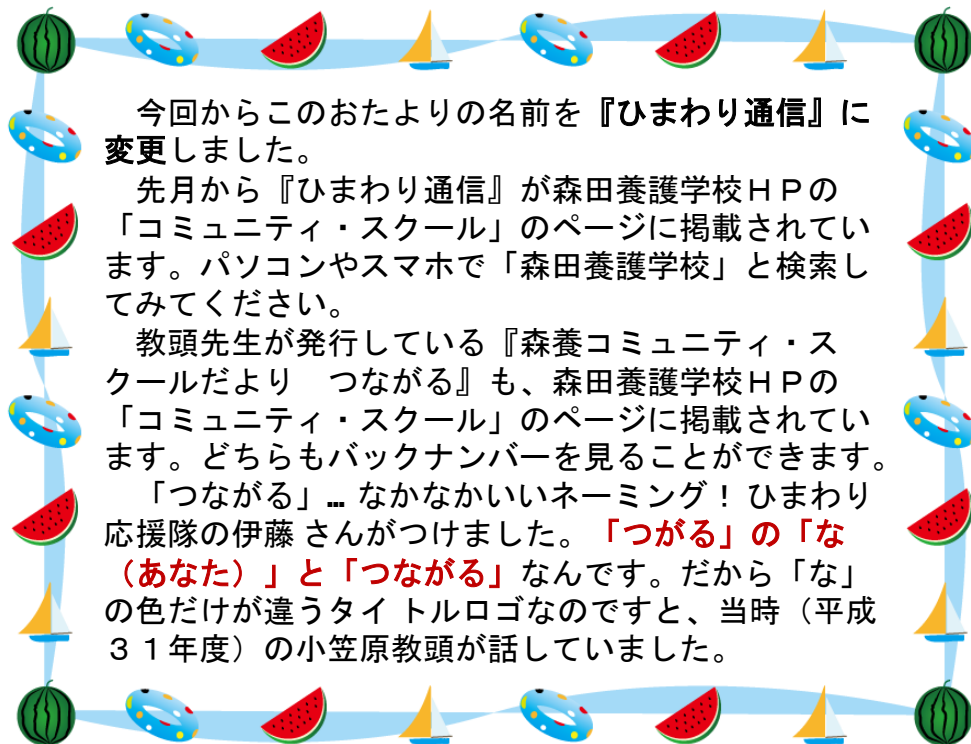 今回からこのおたよりの名前を『ひまわり通信』に
変更しました。
　先月から『ひまわり通信』が森田養護学校ＨＰの
「コミュニティ・スクール」のページに掲載されてい
ます。パソコンやスマホで「森田養護学校」と検索し
てみてください。
　教頭先生が発行している『森養コミュニティ・ス
クールだより　つながる』も、森田養護学校ＨＰの
「コミュニティ・スクール」のページに掲載されてい
ます。どちらもバックナンバーを見ることができます。
　「つながる」… なかなかいいネーミング！ ひまわり
応援隊の伊藤 さんがつけました。「つがる」の「な
（あなた）」と「つながる」なんです。だから「な」
の色だけが違うタイトルロゴなのですと、当時（平成
３１年度）の小笠原教頭が話していました。